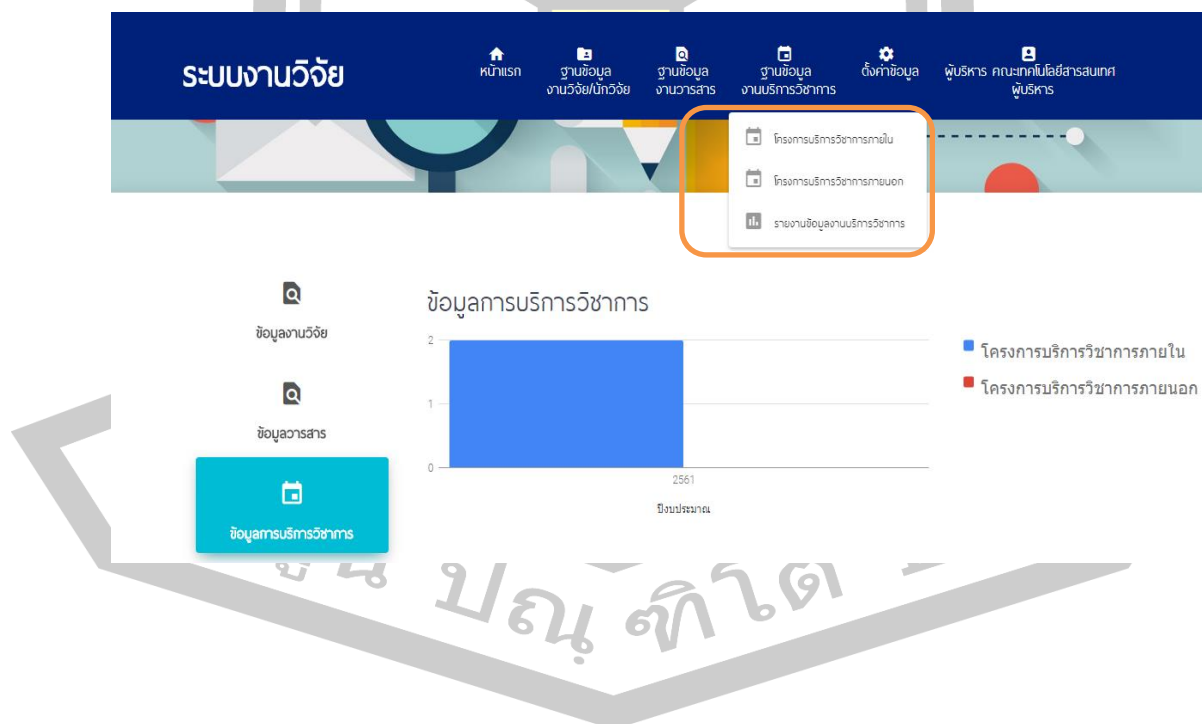 ระบบงานวิจัย
หน้าแรก
ฐานข้อมูล
งานวิจัย/นักวิจัย
ฐานข้อมูล
งานวารสาร
ฐานข้อมูล
งานบริการวิชาการ
ตั้งค่าข้อมูล
ผู้บริหาร คณะเทคโนโลยีสารสนเทศ
ผู้บริหาร
โครงการบริการวิชาการภายใน
โครงการบริการวิชาการภายนอก
รายงานข้อมูลงานบริการวิชาการ
ข้อมูลงานวิจัย
ข้อมูลวารสาร
ข้อมูลการบริการวิชาการ
ข้อมูลการบริการวิชาการ
2
1
0
2561
ปีงบประมาณ
โครงการบริการวิชาการภายใน
โครงการบริการวิชาการภายนอก
ปณฺ ฑิโต